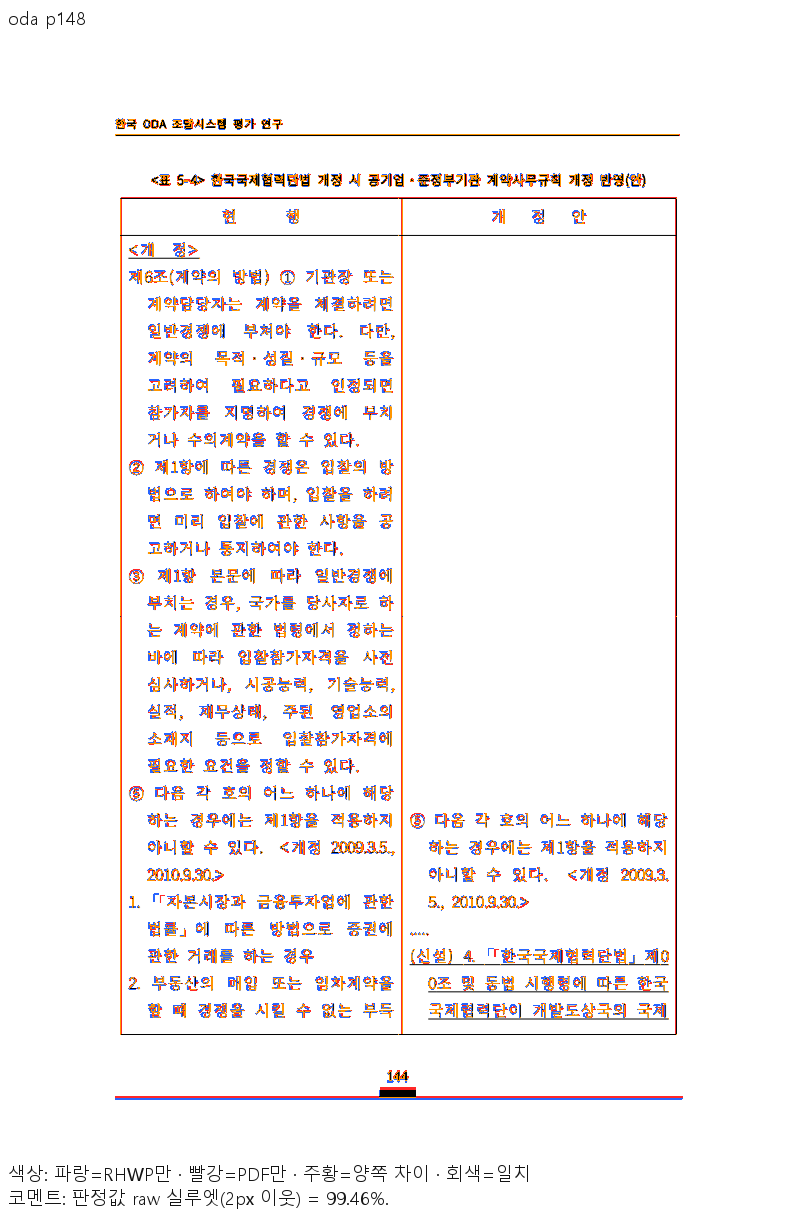 oda p148
한국 ODA 조달시스템 평가 연구
<표 5-4> 한국국제협력단법 개정 시 공기업·준정부기관 계약사무규칙 개정 반영(안)
현 행
개 정 안
<개 정>
제6조(계약의 방법) ① 기관장 또는
계약담당자는 계약을 체결하려면
일반경쟁에 부쳐야 한다. 다만,
계약의 목적·성질·규모 등을
고려하여 필요하다고 인정되면
참가자를 지명하여 경쟁에 부치
거나 수의계약을 할 수 있다.
② 제1항에 따른 경쟁은 입찰의 방
법으로 하여야 하며, 입찰을 하려
면 미리 입찰에 관한 사항을 공
고하거나 통지하여야 한다.
③ 제1항 본문에 따라 일반경쟁에
부치는 경우, 국가를 당사자로 하
는 계약에 관한 법령에서 정하는
바에 따라 입찰참가자격을 사전
심사하거나, 시공능력, 기술능력,
실적, 재무상태, 주된 영업소의
소재지 등으로 입찰참가자격에
필요한 요건을 정할 수 있다.
⑤ 다음 각 호의 어느 하나에 해당
하는 경우에는 제1항을 적용하지
아니할 수 있다. <개정 2009.3.5.,
2010.9.30.>
1. 「「자본시장과 금융투자업에 관한
법률」에 따른 방법으로 증권에
관한 거래를 하는 경우
2. 부동산의 매입 또는 임차계약을
할 때 경쟁을 시킬 수 없는 부득
③ 다음 각 호의 어느 하나에 해당
하는 경우에는 제1항을 적용하지
아니할 수 있다. <개정 2009.3.
5., 2010.9.30.>
.....
(신설) 4. 「「한국국제협력단법」 제0
0조 및 동법 시행령에 따른 한국
국제협력단이 개발도상국의 국제
144
색상: 파랑=RHWP만 · 빨강=PDF만 · 주황=양쪽 차이 · 회색=일치
코멘트: 판정값 raw 실루엣(2px 이웃) = 99.46%.